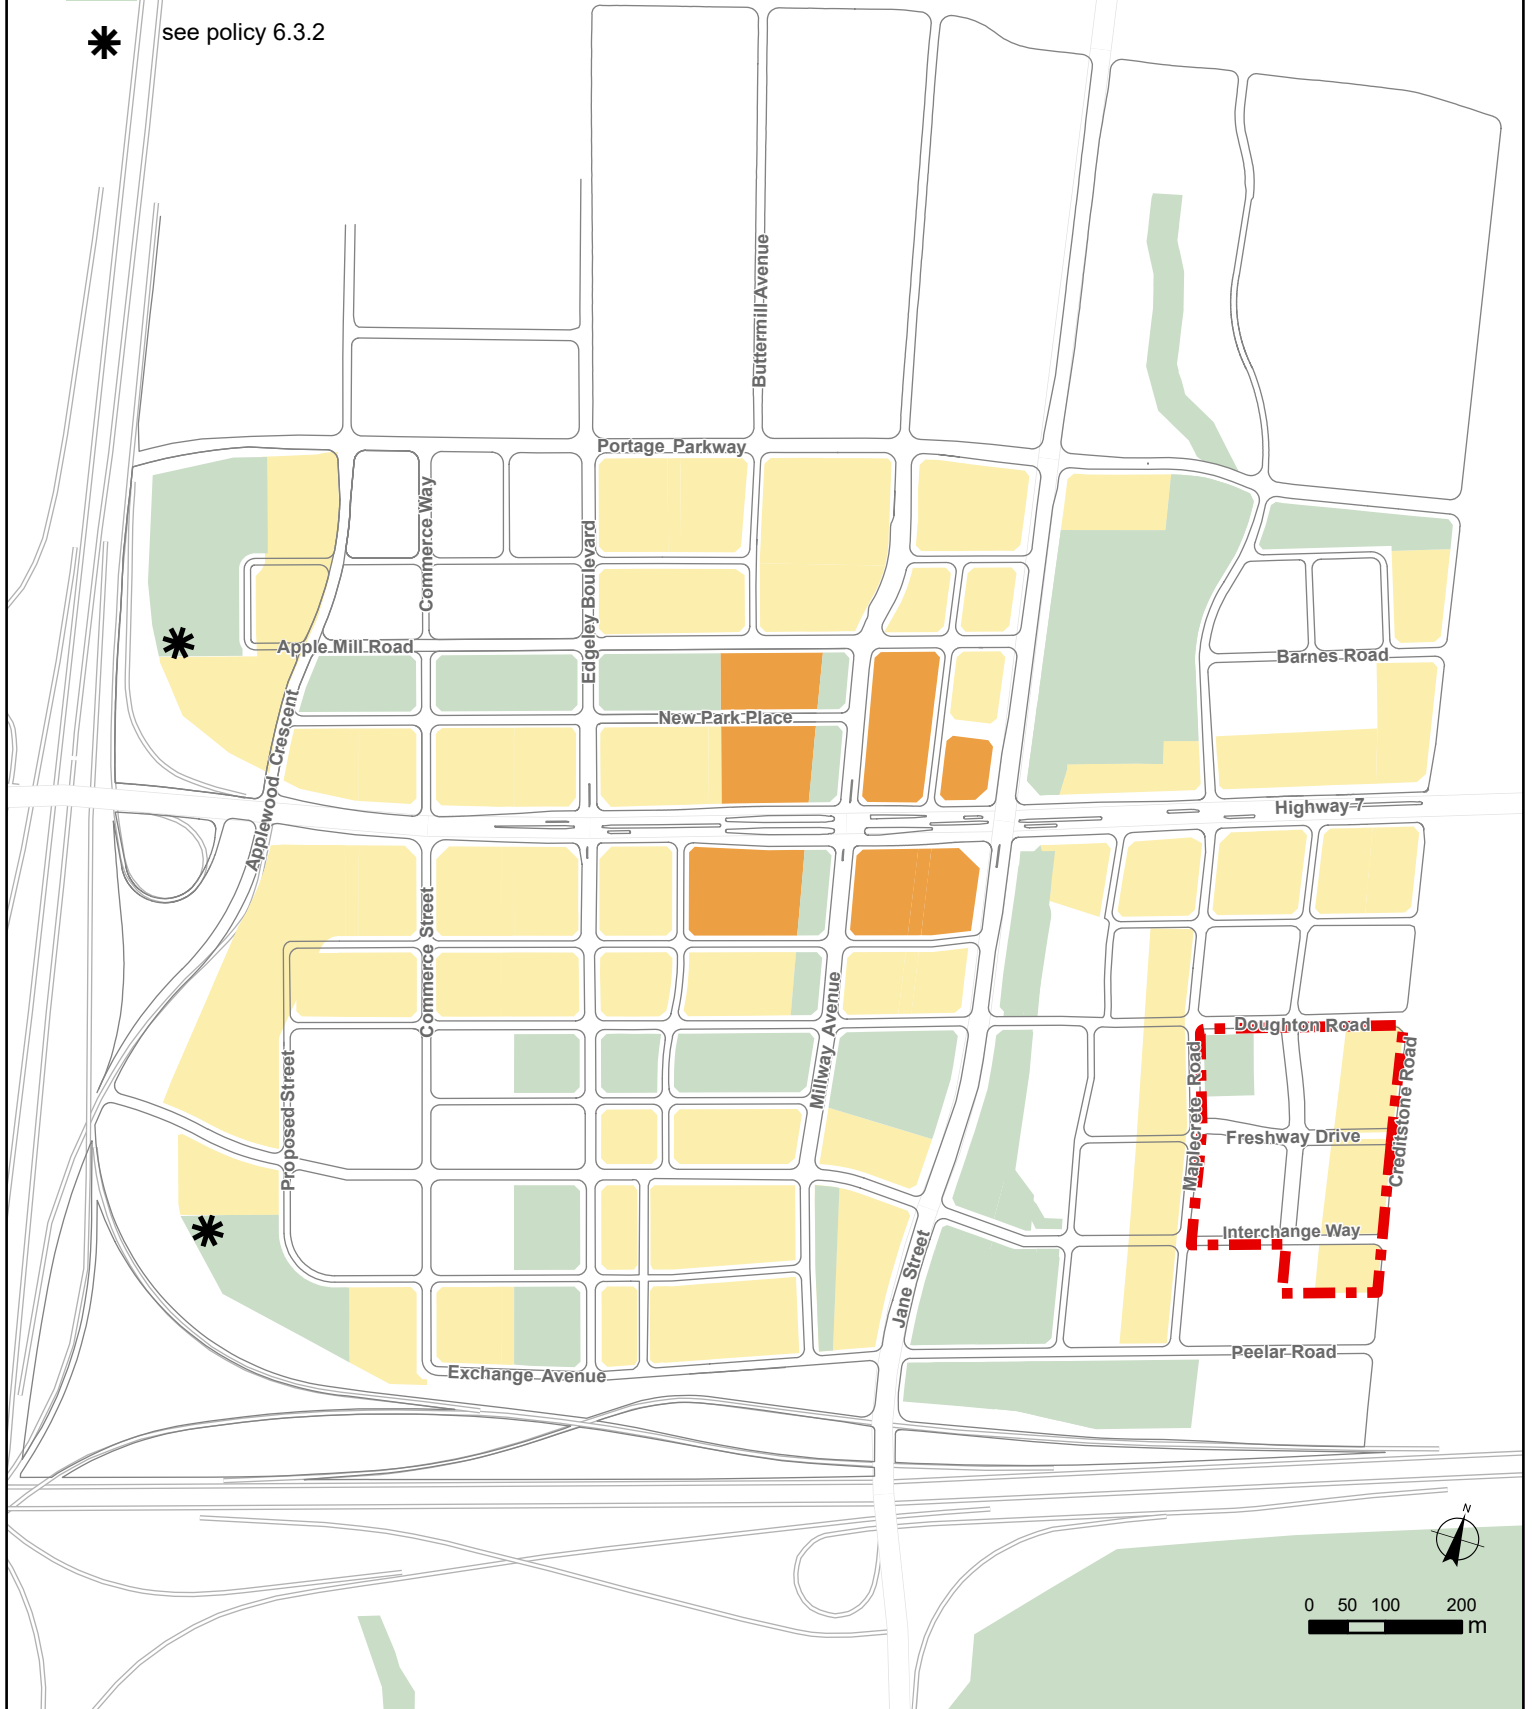 see policy 6.3.2
Buttermill Avenue
Portage Parkway
Commerce Way
Edgeley Boulevard
Apple Mill Road
Barnes Road
New Park Place
Applewood Crescent
Highway 7
Commerce Street
Millway Avenue
Doughton Road
Maplecrete Road
Creditstone Road
Proposed Street
Freshway Drive
Interchange Way
Jane Street
Peelar Road
Exchange Avenue
N
0 50 100 200
m